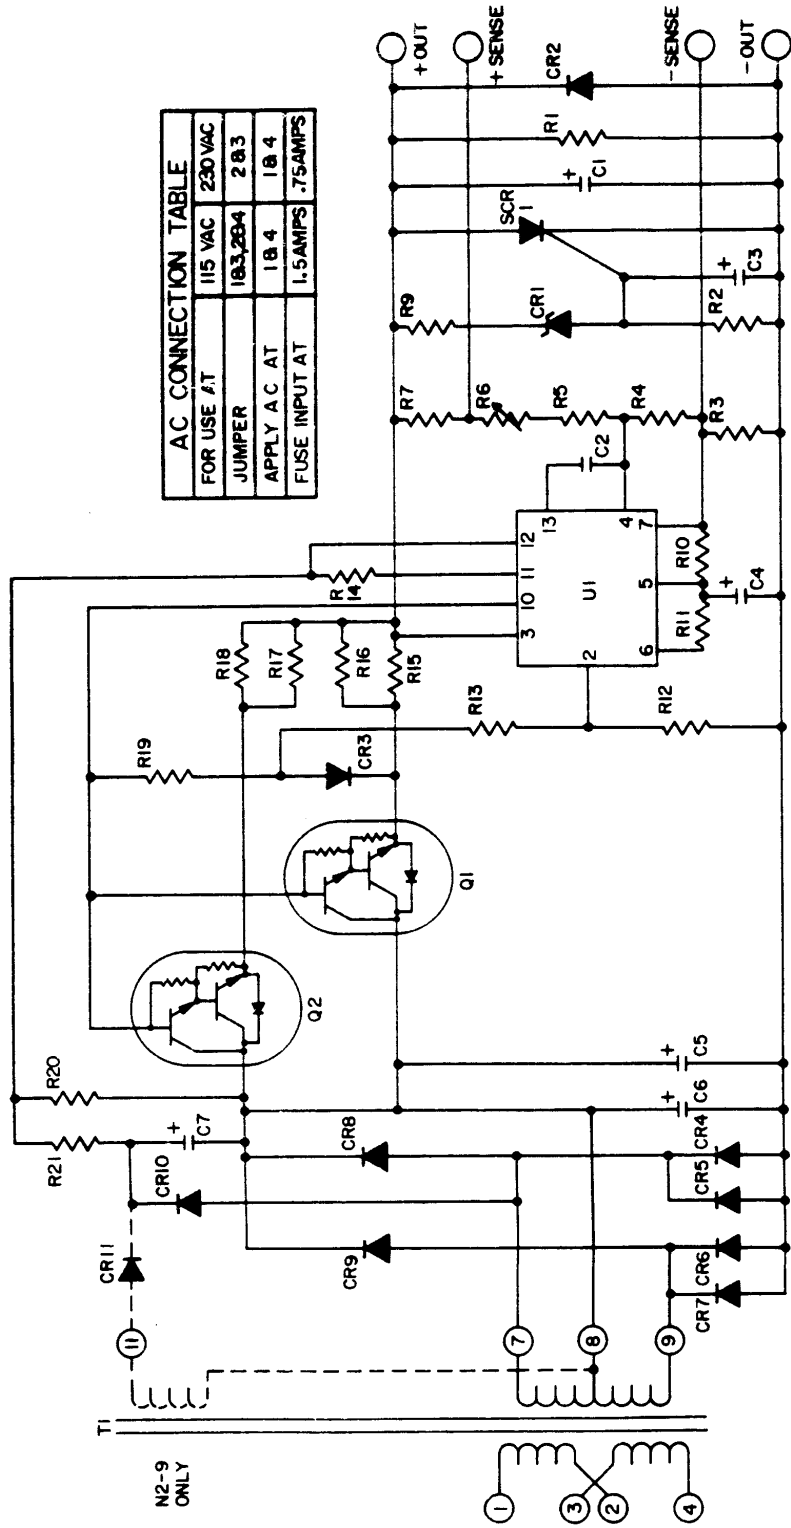 AC CONNECTION TABLE
FOR USE AT 115 VAC 230 VAC
JUMPER 1&3,2&4 2&3
APPLY AC AT 1&4 1&4
FUSE INPUT AT 1.5AMPS .75AMPS
N2-9
ONLY
T1
11
CR11
R21
R20
CR10
+
C7
Q2
R19
R18
R17
R
14
1
3
2
4
7
8
9
CR9
CR8
Q1
CR3
R16
R15
R13
R12
3
10
11
12
2
U1
13
4
6
5
7
C2
R11
R10
+
C4
R7
R6
R5
R4
R3
R9
CR1
R2
SCR
1
+
C3
+
C1
R1
CR2
CR7
CR6
CR5
CR4
+
C6
+
C5
+OUT
+SENSE
-SENSE
-OUT